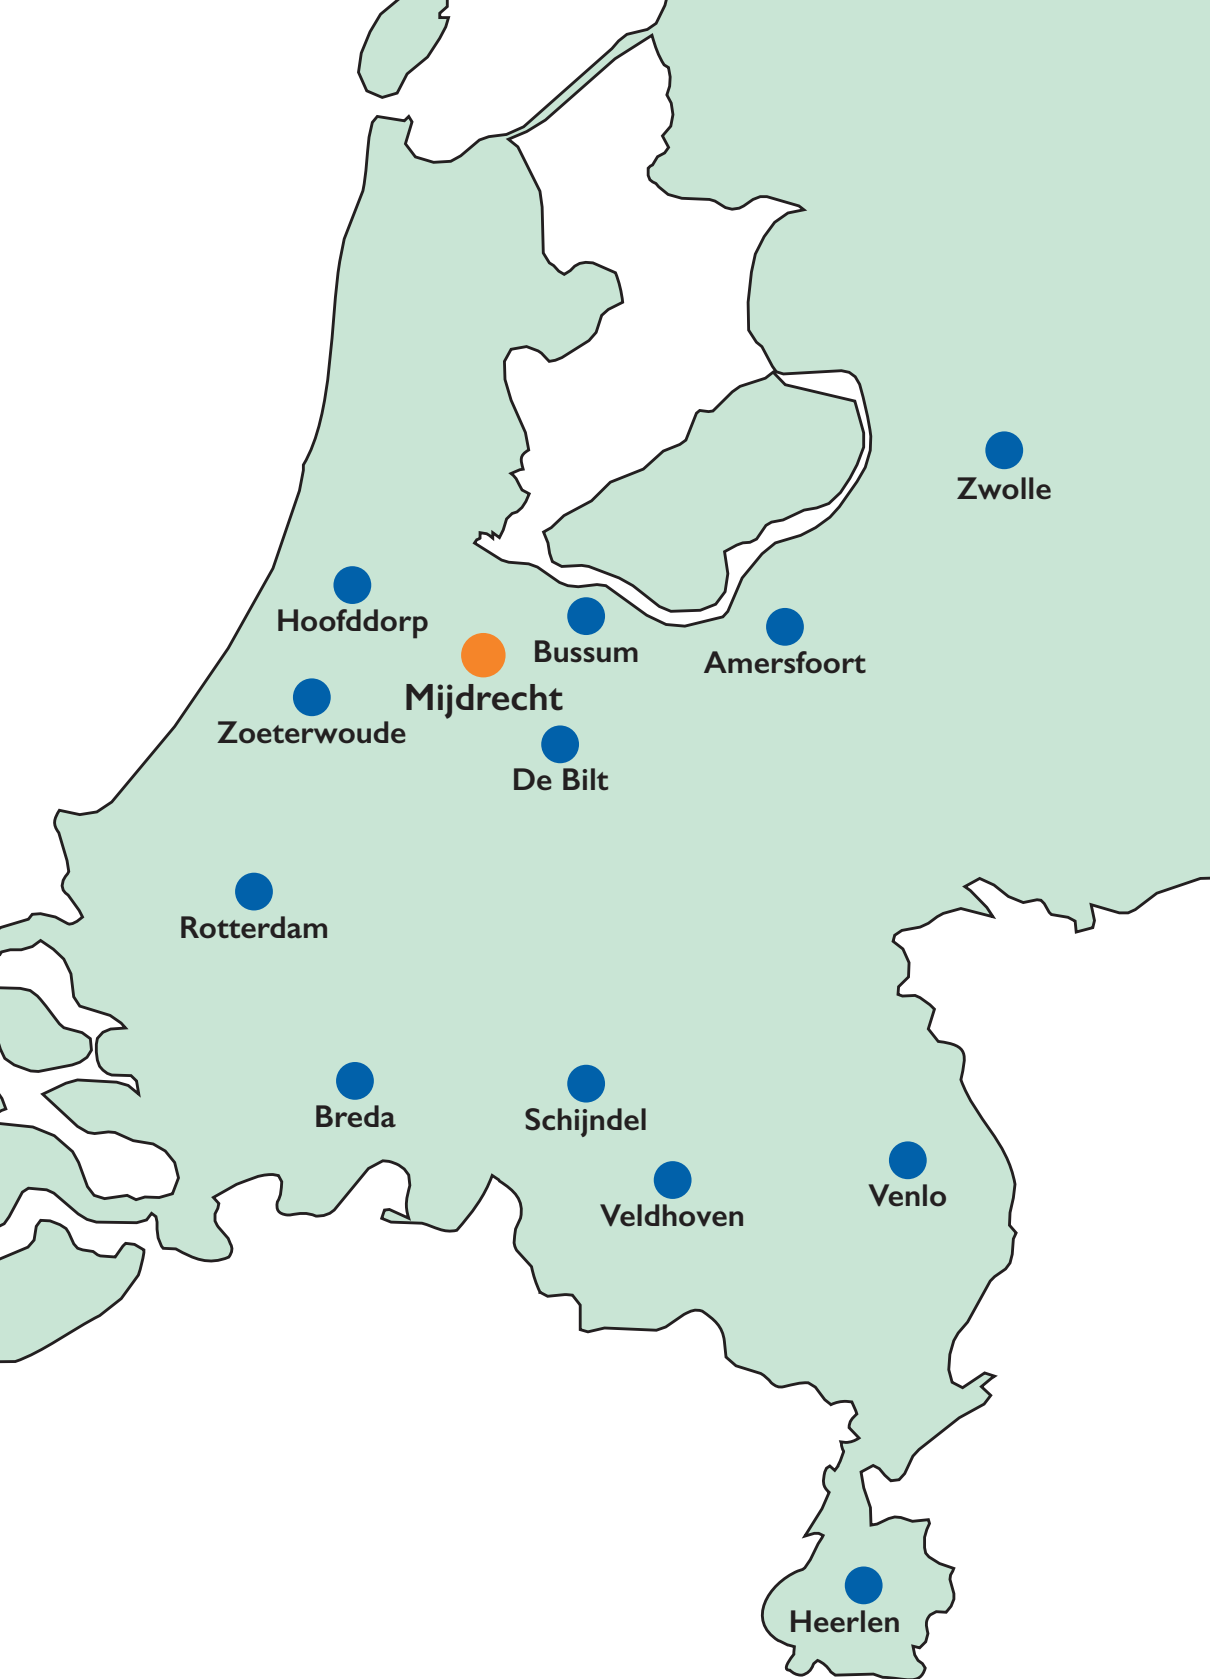 Zwolle
Hoofddorp
Bussum
Amersfoort
Mijdrecht
Zoeterwoude
De Bilt
Rotterdam
Breda
Schijndel
Venlo
Veldhoven
Heerlen